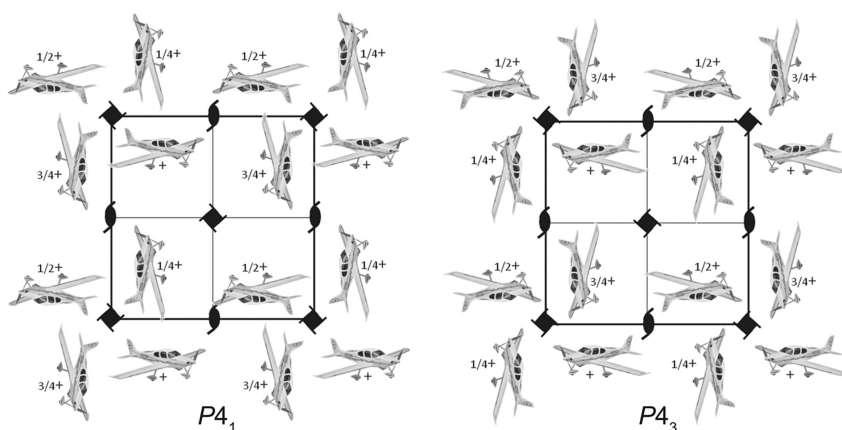 1/2+ 1/4+ 1/2+ 1/4+
3/4+ + 3/4+ +
1/2+ 1/4+ 1/2+ 1/4+
3/4+ + 3/4+ +
P4₁
1/2+ 3/4+ 1/2+ 3/4+
1/4+ + 1/4+ +
1/2+ 3/4+ 1/2+ 3/4+
1/4+ + 1/4+ +
P4₃